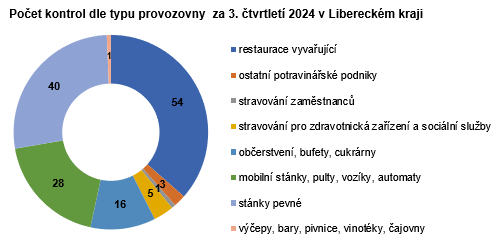 Počet kontrol dle typu provozovny  za 3. čtvrtletí 2024 v Libereckém kraji
1
54
40
3
1
5
28
16
restaurace vyvařující
ostatní potravinářské podniky
stravování zaměstnanců
stravování pro zdravotnická zařízení a sociální služby
občerstvení, bufety, cukrárny
mobilní stánky, pulty, vozíky, automaty
stánky pevné
výčepy, bary, pivnice, vinotéky, čajovny